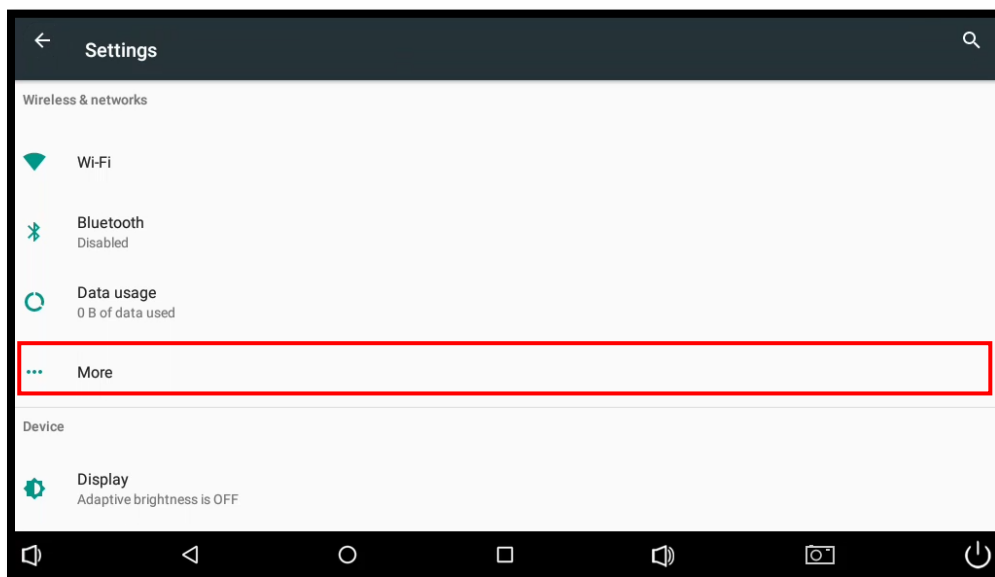 Settings
Wireless & networks
Wi-Fi
Bluetooth
Disabled
Data usage
0 B of data used
More
Device
Display
Adaptive brightness is OFF